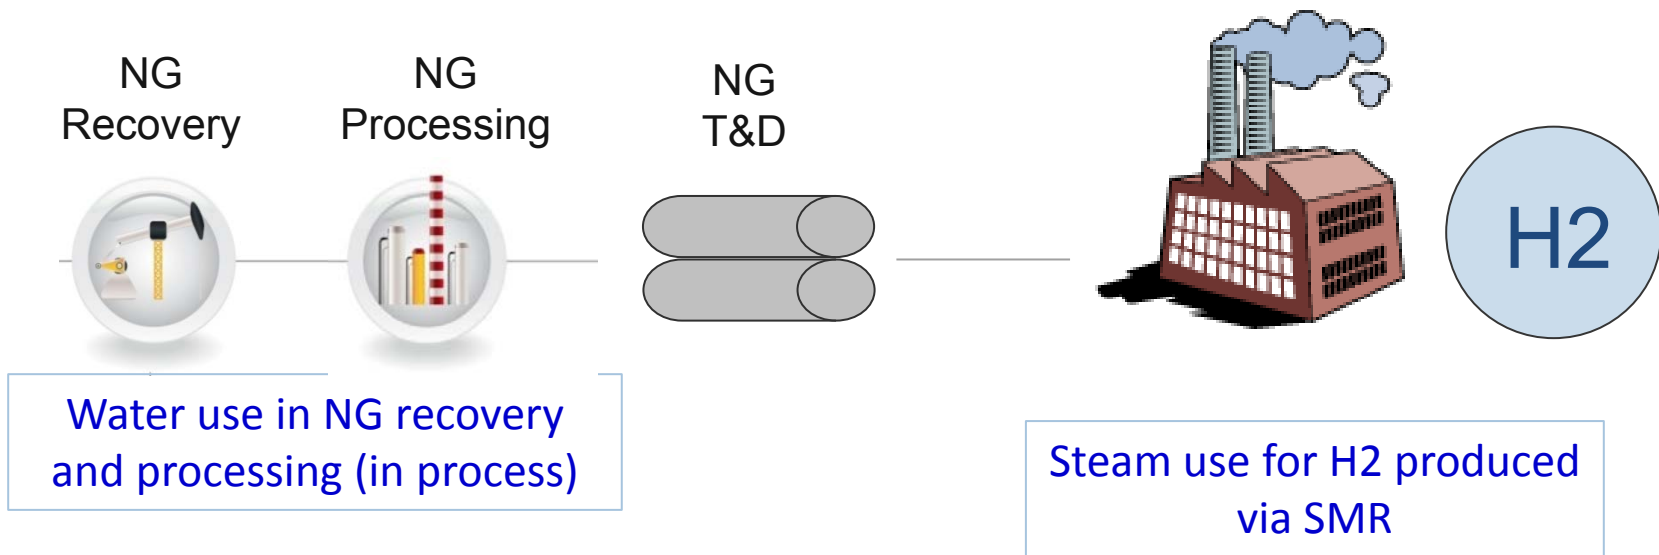 NG
Recovery
NG
Processing
NG
T&D
H2
Water use in NG recovery
and processing (in process)
Steam use for H2 produced
via SMR